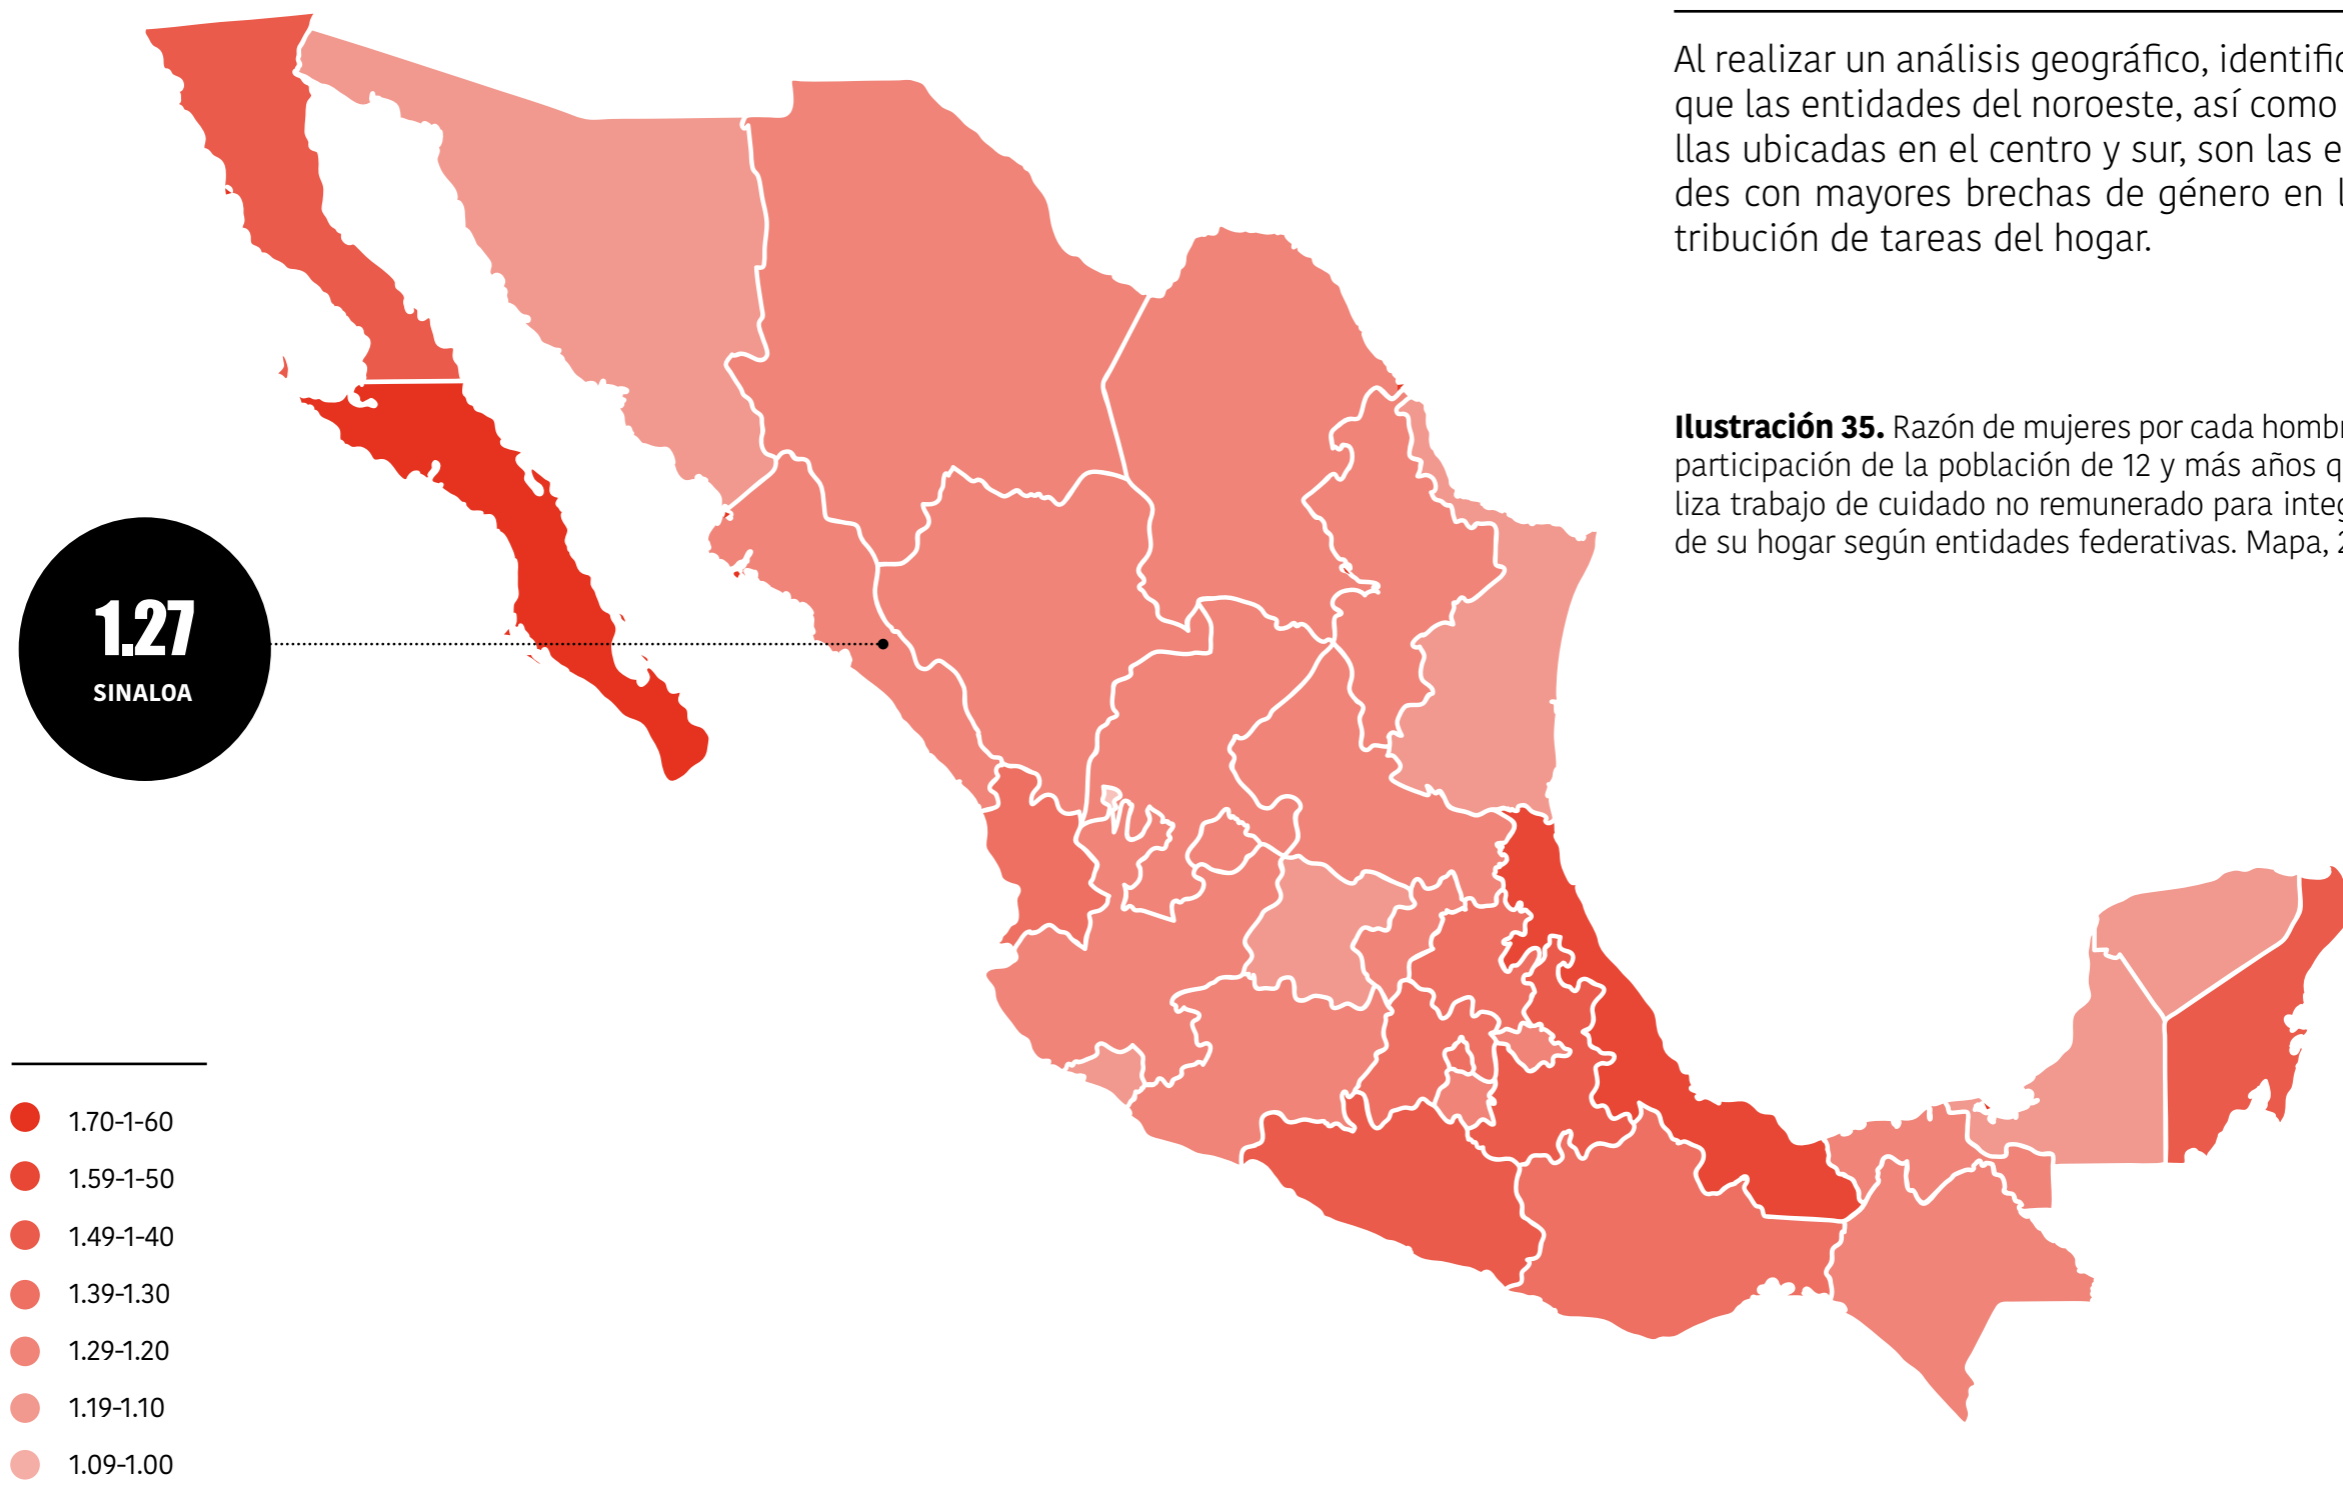 Al realizar un análisis geográfico,
que las entidades del noroeste, así como
llas ubicadas en el centro y sur, son las
des con mayores brechas de género en
tribución de tareas del hogar.
Ilustración 35. Razón de mujeres por cada
participación de la población de 12 y más años
liza trabajo de cuidado no remunerado para
de su hogar según entidades federativas. Mapa,
1.27
SINALOA
1.70-1-60
1.59-1-50
1.49-1-40
1.39-1.30
1.29-1.20
1.19-1.10
1.09-1.00